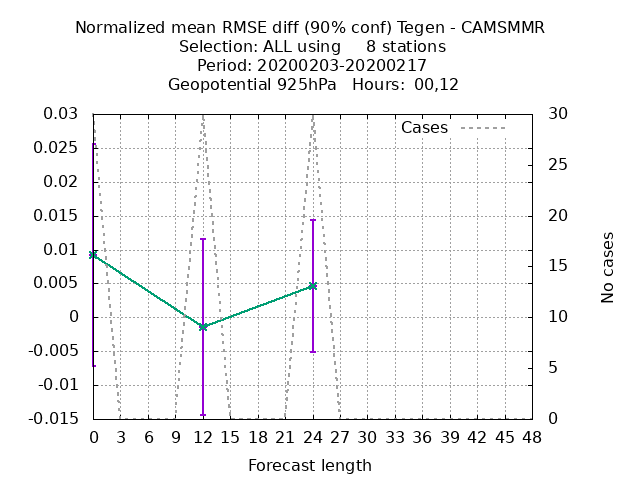 Normalized mean RMSE diff (90% conf) Tegen - CAMSMMR
Selection: ALL using     8 stations
Period: 20200203-20200217
Geopotential 925hPa   Hours:  00,12
Cases
0.03
0.025
0.02
0.015
0.01
0.005
0
-0.005
-0.01
-0.015
30
25
20
15
10
5
0
No cases
0 3 6 9 12 15 18 21 24 27 30 33 36 39 42 45 48
Forecast length